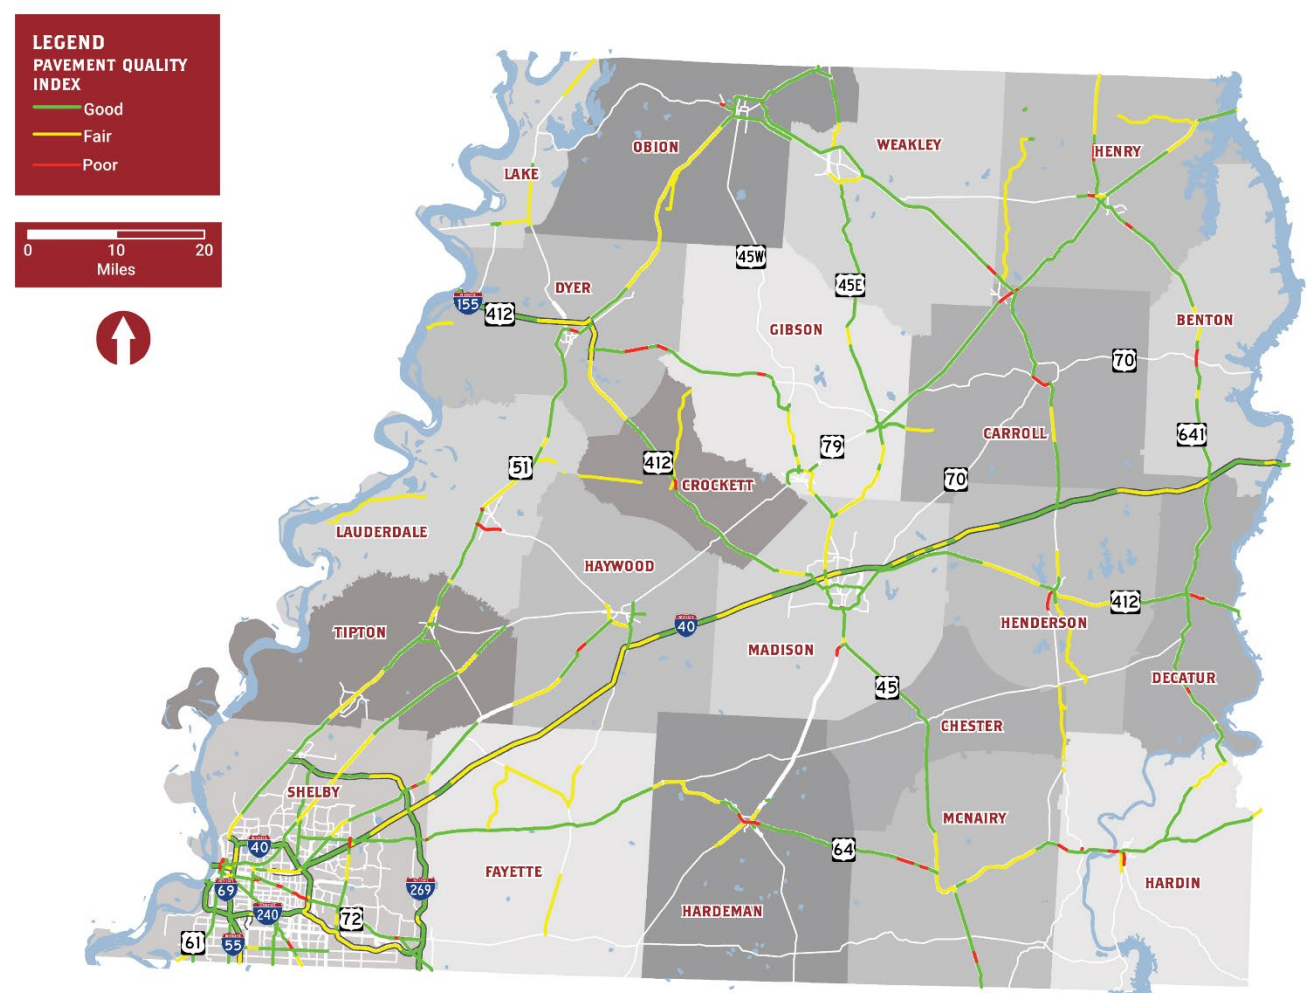 LEGEND
PAVEMENT QUALITY
INDEX
Good
Fair
Poor
0 10 20
Miles
OBION
WEAKLEY
HENRY
LAKE
45W
45E
DYER
155
412
GIBSON
BENTON
70
CARROLL
641
79
51
412
CROCKETT
70
LAUDERDALE
HAYWOOD
412
40
HENDERSON
TIPTON
MADISON
DECATUR
45
CHESTER
SHELBY
MCNAIRY
40
64
FAYETTE
HARDIN
69
269
240
72
HARDEMAN
61
55